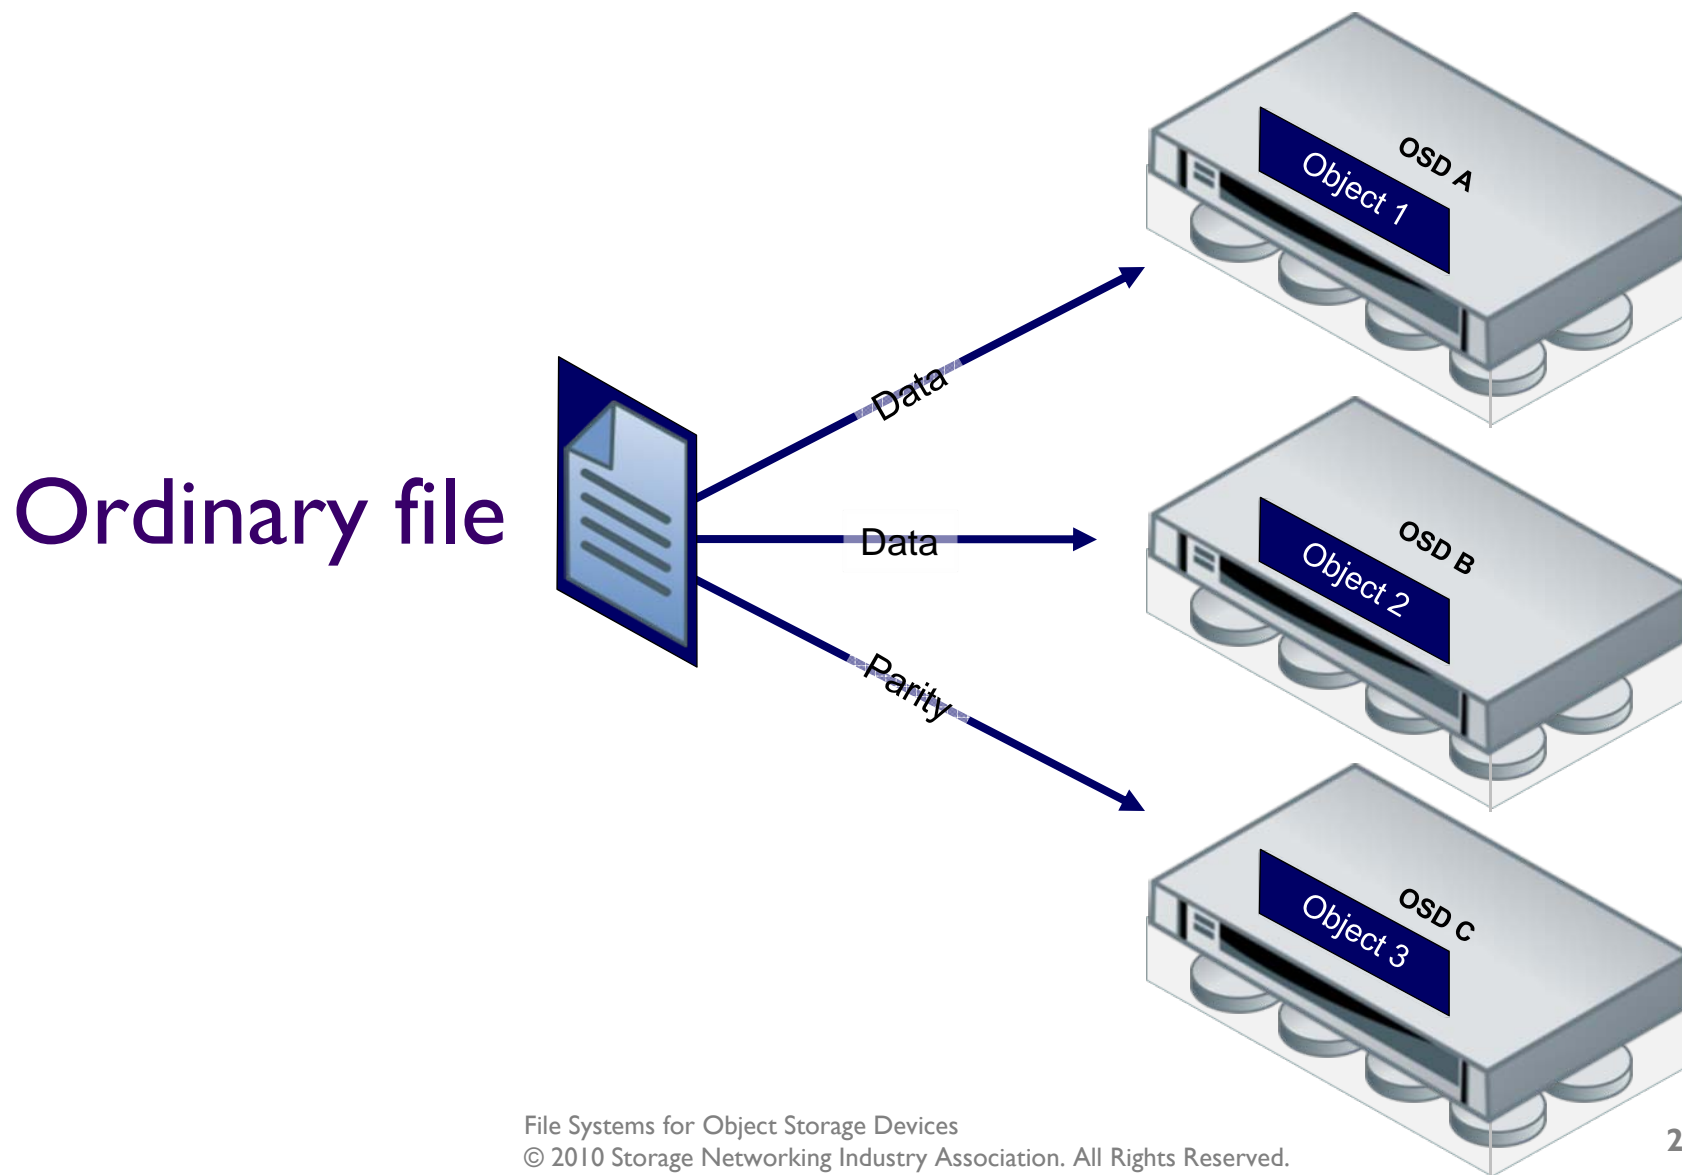 OSD A
Object 1
Data
Ordinary file
Data
OSD B
Object 2
Parity
OSD C
Object 3
File Systems for Object Storage Devices
© 2010 Storage Networking Industry Association. All Rights Reserved.
2